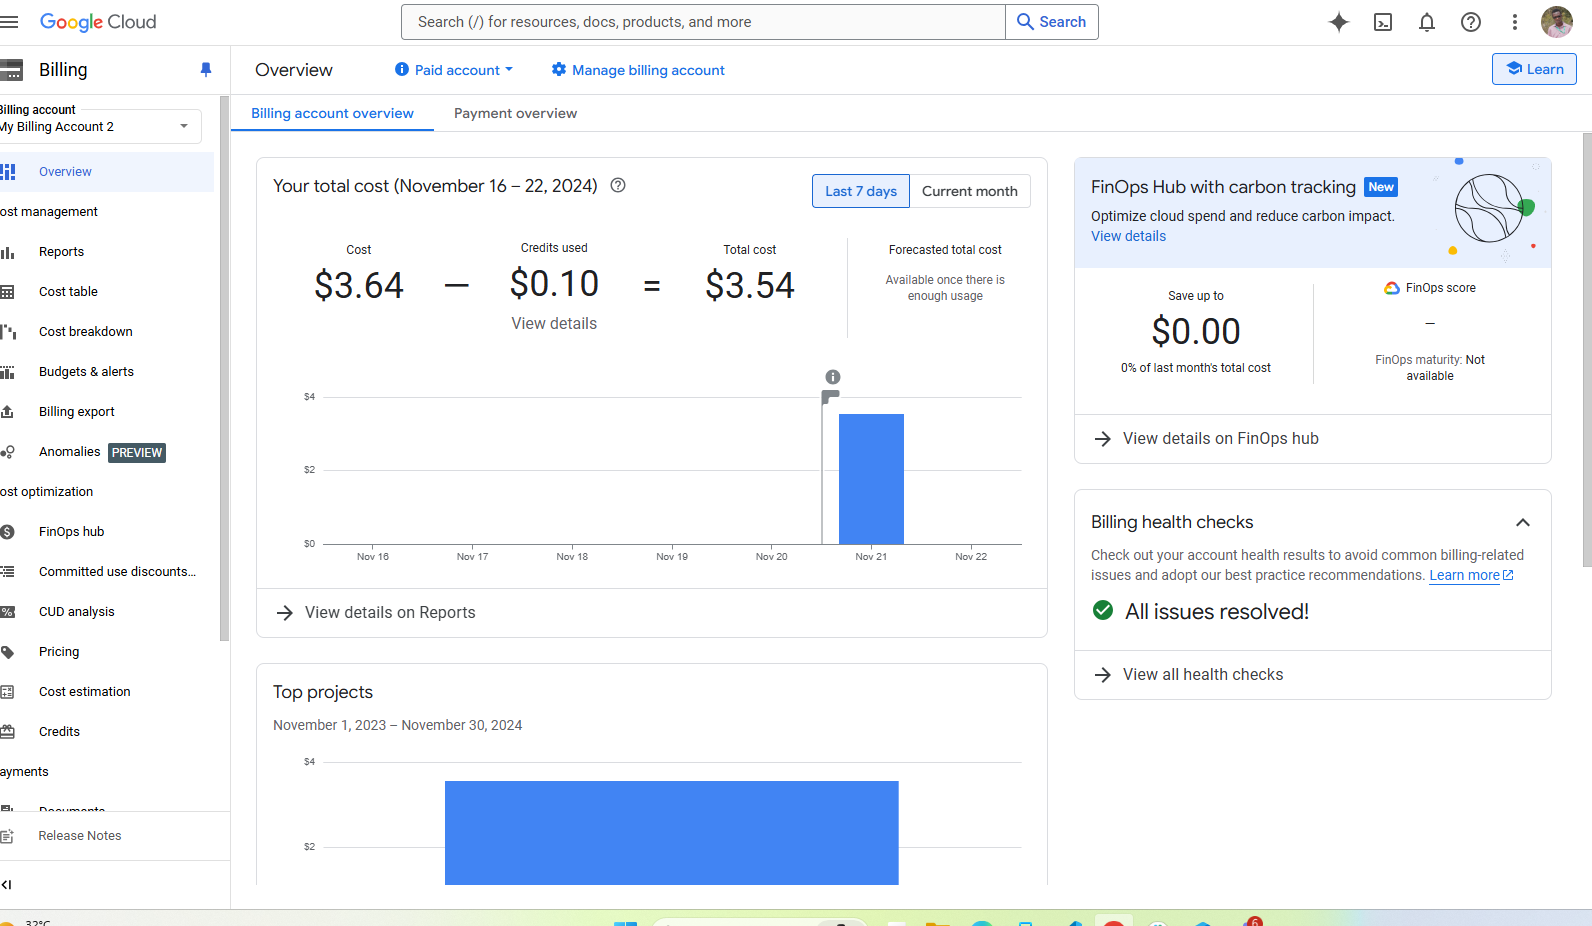 Google Cloud
Search (/) for resources, docs, products, and more
Search
Billing
Overview
Paid account
Manage billing account
Learn
Billing account
My Billing Account 2
Billing account overview
Payment overview
Overview
ost management
Reports
Cost table
Cost breakdown
Budgets & alerts
Billing export
Anomalies PREVIEW
ost optimization
FinOps hub
Committed use discounts...
CUD analysis
Pricing
Cost estimation
Credits
ayments
Documents
Release Notes
Your total cost (November 16 – 22, 2024)
Last 7 days
Current month
Cost
$3.64
–
Credits used
$0.10
View details
=
Total cost
$3.54
Forecasted total cost
Available once there is
enough usage
$4
$2
$0
Nov 16
Nov 17
Nov 18
Nov 19
Nov 20
Nov 21
Nov 22
View details on Reports
Top projects
November 1, 2023 – November 30, 2024
$4
$2
FinOps Hub with carbon tracking New
Optimize cloud spend and reduce carbon impact.
View details
Save up to
$0.00
0% of last month's total cost
FinOps score
–
FinOps maturity: Not
available
View details on FinOps hub
Billing health checks
Check out your account health results to avoid common billing-related
issues and adopt our best practice recommendations. Learn more
All issues resolved!
View all health checks
32°C
6